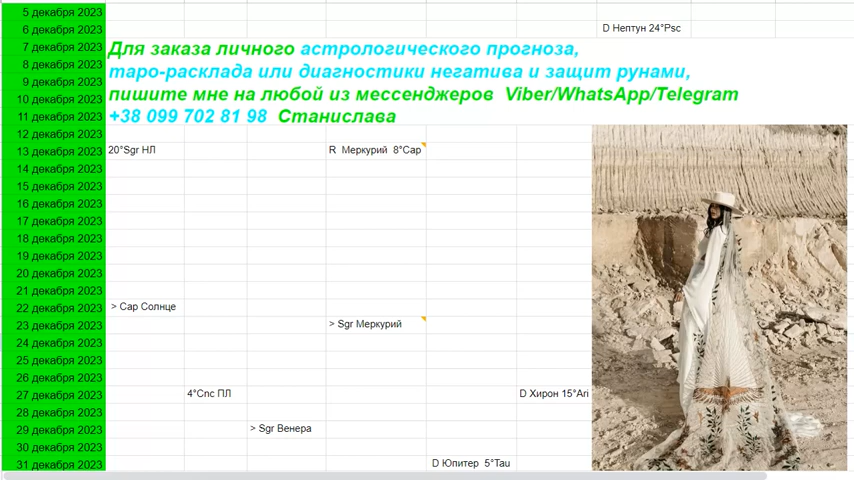 5 декабря 2023
6 декабря 2023 D Нептун 24°Psc
7 декабря 2023 Для заказа личного астрологического прогноза,
8 декабря 2023 таро-расклада или диагностики негатива и защит рунами,
9 декабря 2023
10 декабря 2023 пишите мне на любой из мессенджеров Viber/WhatsApp/Telegram
11 декабря 2023 +38 099 702 81 98 Станислава
12 декабря 2023
13 декабря 2023 20°Sgr НЛ R Меркурий 8°Cap
14 декабря 2023
15 декабря 2023
16 декабря 2023
17 декабря 2023
18 декабря 2023
19 декабря 2023
20 декабря 2023
21 декабря 2023
22 декабря 2023 > Cap Солнце
23 декабря 2023 > Sgr Меркурий
24 декабря 2023
25 декабря 2023
26 декабря 2023
27 декабря 2023 4°Cnc ПЛ D Хирон 15°Ari
28 декабря 2023
29 декабря 2023 > Sgr Венера
30 декабря 2023
31 декабря 2023 D Юпитер 5°Tau